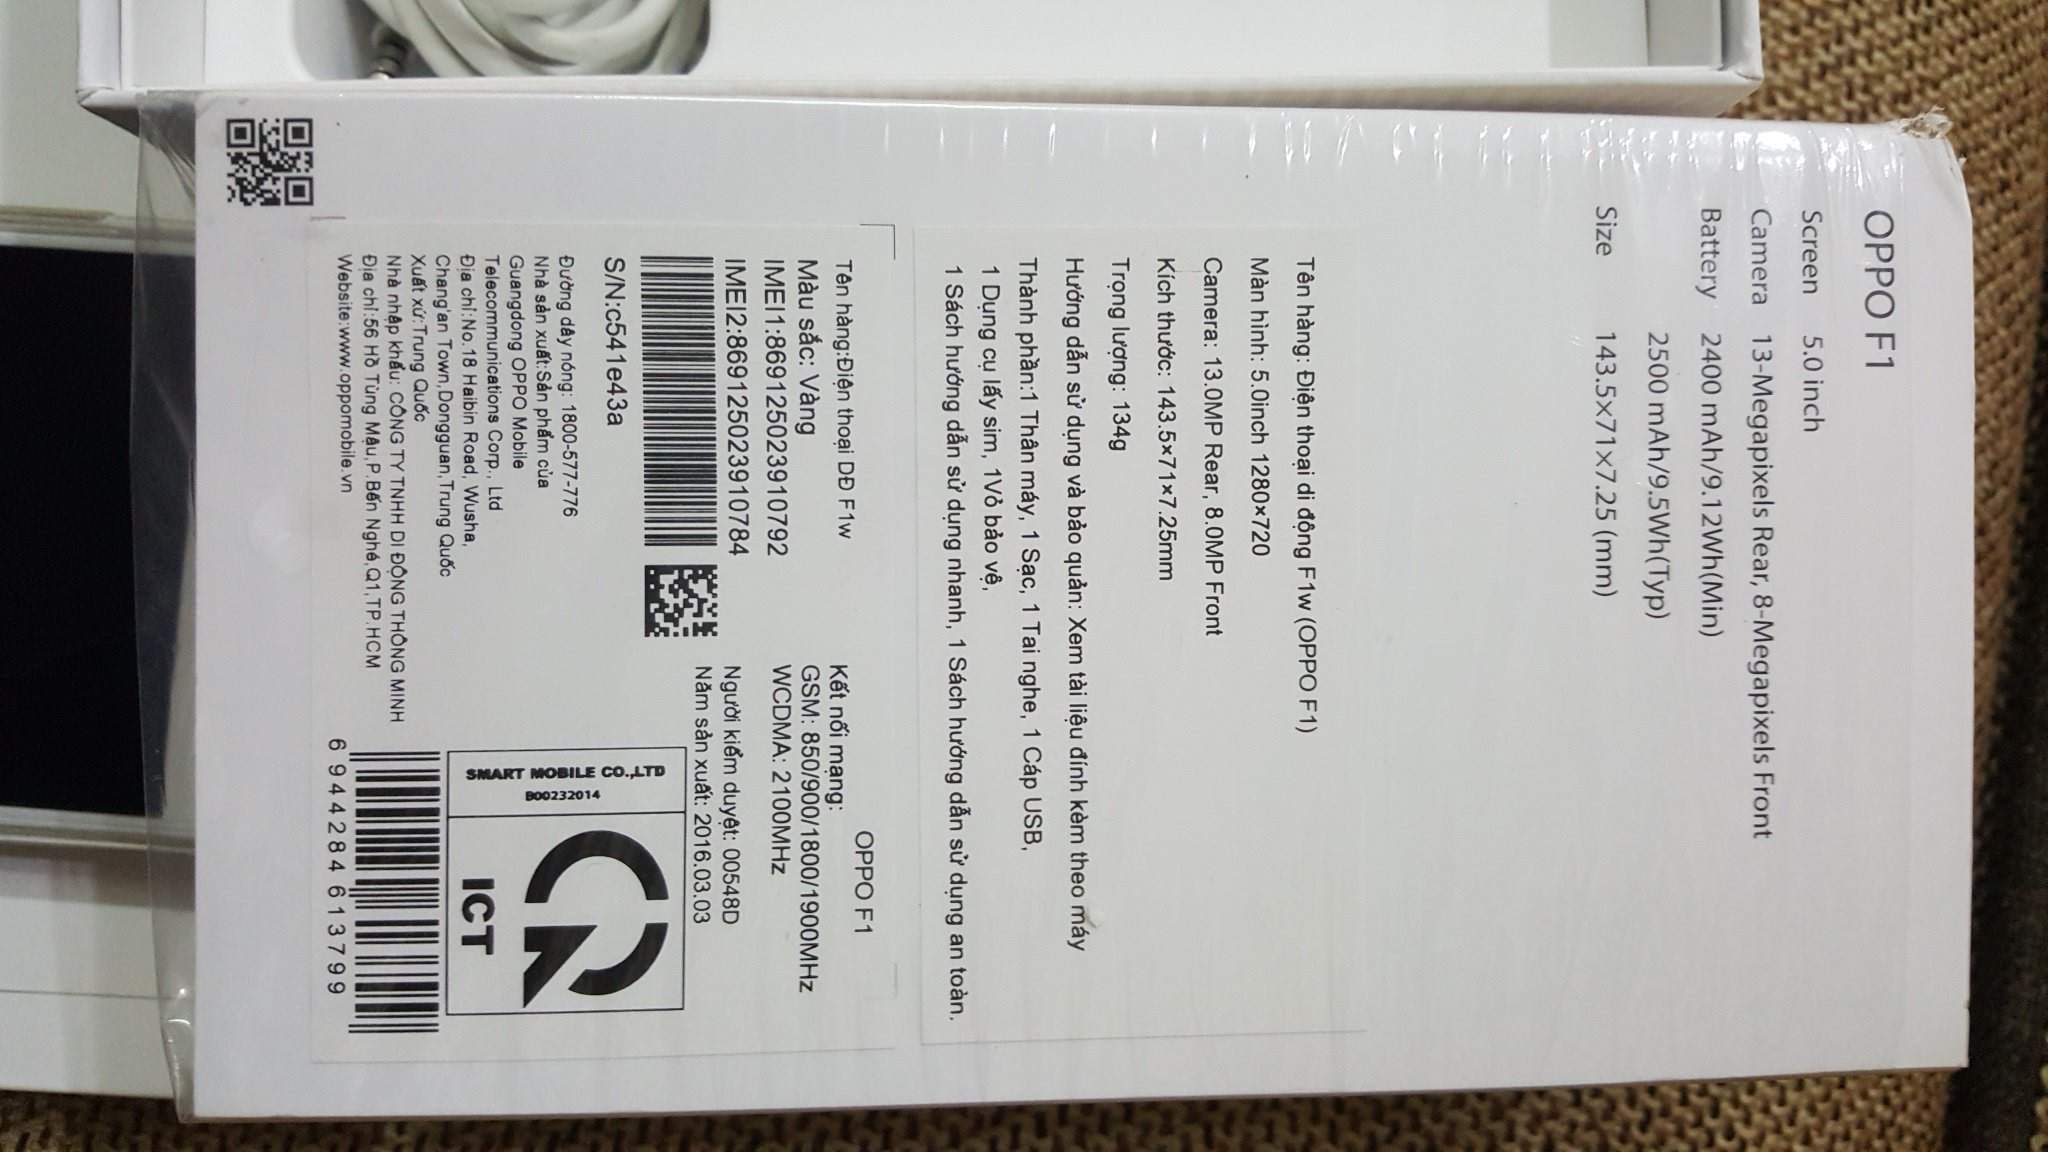 OPPO F1
Screen 5.0 inch
Camera 13-Megapixels Rear, 8-Megapixels Front
Battery 2400 mAh/9.12Wh(Min)
2500 mAh/9.5Wh(Typ)
Size 143.5×71×7.25 (mm)
Tên hàng: Điện thoại di động F1w (OPPO F1)
Màn hình: 5.0inch 1280×720
Camera: 13.0MP Rear, 8.0MP Front
Kích thước: 143.5×71×7.25mm
Trọng lượng: 134g
Hướng dẫn sử dụng và bảo quản: Xem tài liệu đính kèm theo máy
Thành phần:1 Thân máy, 1 Sạc, 1 Tai nghe, 1 Cáp USB,
1 Dụng cụ lấy sim, 1Vỏ bảo vệ,
1 Sách hướng dẫn sử dụng nhanh, 1 Sách hướng dẫn sử dụng an toàn.
Tên hàng:Điện thoại DĐ F1w
Màu sắc: Vàng
IMEI1:869125023910792
IMEI2:869125023910784
S/N:c541e43a
Đường dây nóng: 1800-577-776
Nhà sản xuất:Sản phẩm của
Guangdong OPPO Mobile
Telecommunications Corp., Ltd
Địa chỉ:No.18 Haibin Road, Wusha,
Chang'an Town,Dongguan,Trung Quốc
Xuất xứ:Trung Quốc
Nhà nhập khẩu: CÔNG TY TNHH DI ĐỘNG THÔNG MINH
Địa chỉ:56 Hồ Tùng Mậu,P.Bến Nghé,Q1,TP.HCM
Website:www.oppomobile.vn
OPPO F1
Kết nối mạng:
GSM: 850/900/1800/1900MHz
WCDMA: 2100MHz
Người kiểm duyệt: 00548D
Năm sản xuất: 2016.03.03
SMART MOBILE CO.,LTD
B00232014
ICT
6944284613799